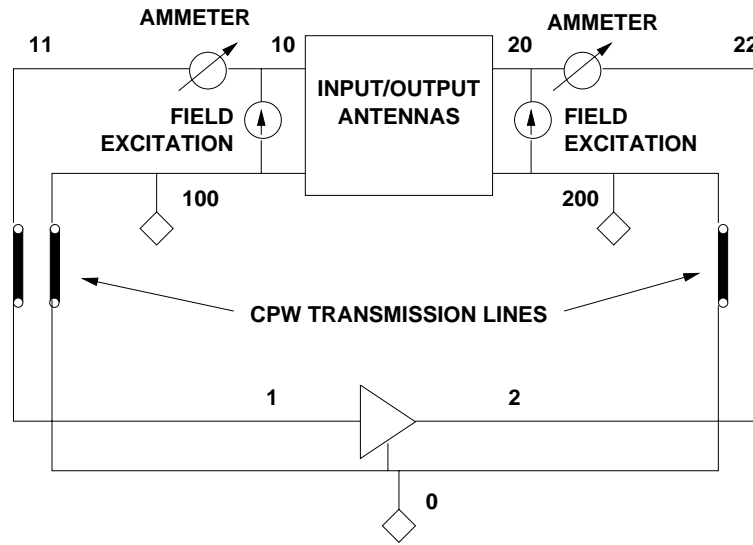 AMMETER
11
10
20
AMMETER
22
INPUT/OUTPUT
ANTENNAS
FIELD
EXCITATION
FIELD
EXCITATION
100
200
CPW TRANSMISSION LINES
1
2
0